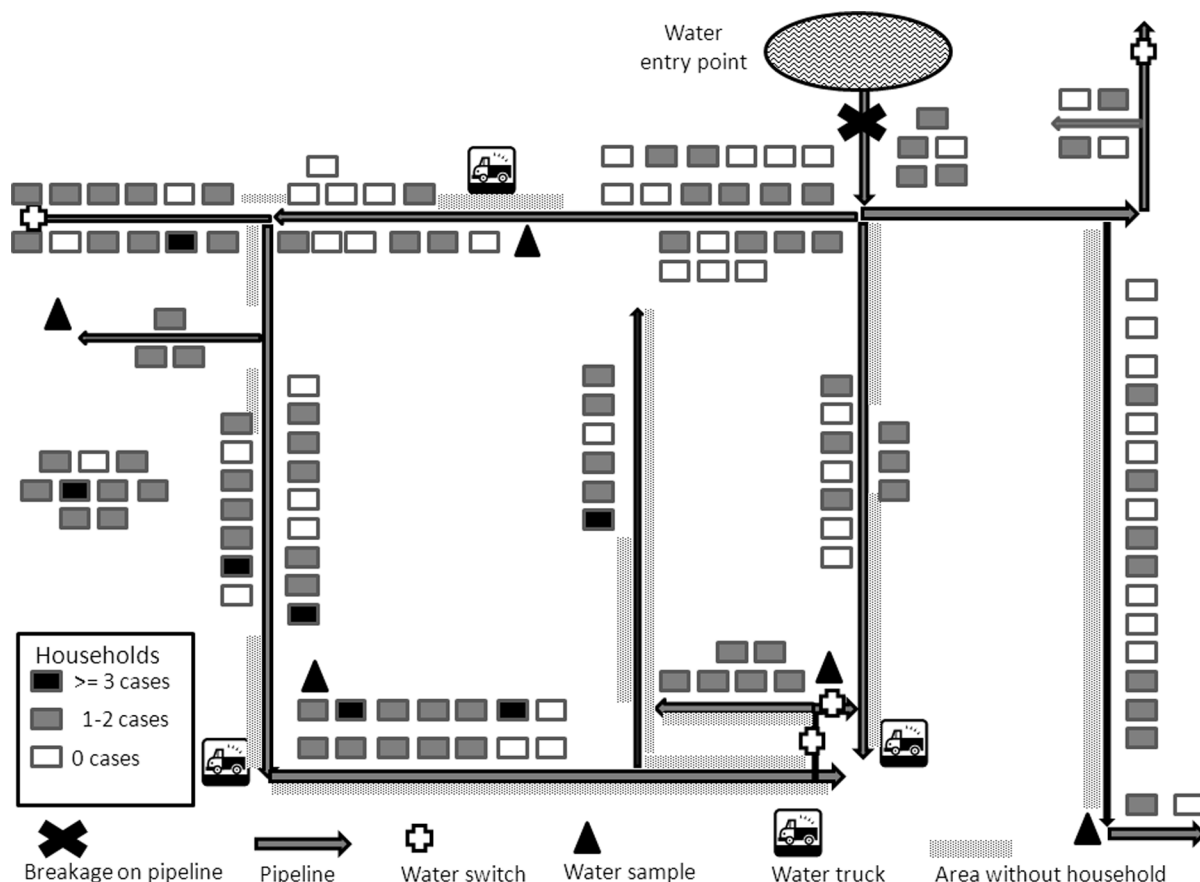 Water
entry point
Households
>= 3 cases
1-2 cases
0 cases
Breakage on pipeline
Pipeline
Water switch
Water sample
Water truck
Area without household